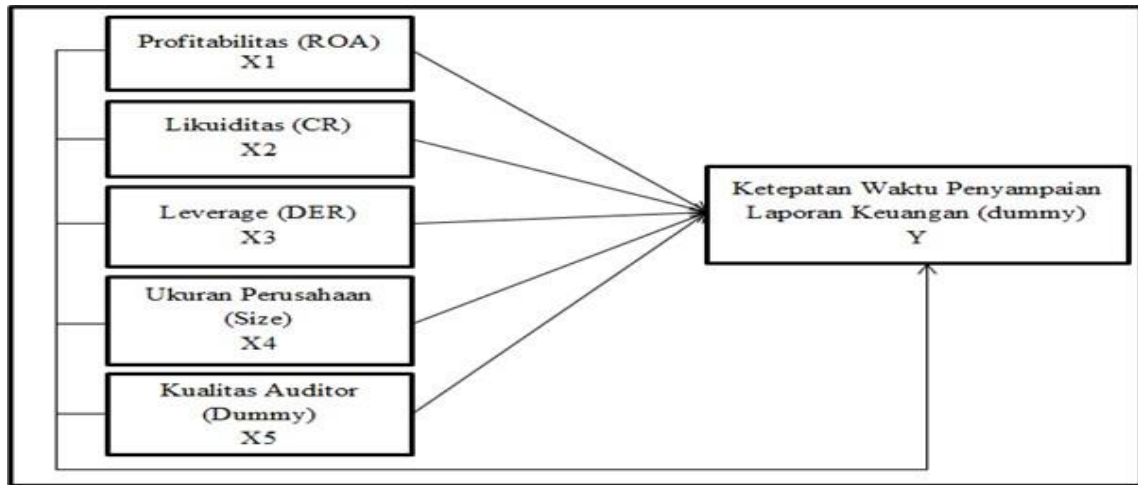 Profitabilitas (ROA)
X1
Likuiditas (CR)
X2
Leverage (DER)
X3
Ukuran Perusahaan
(Size)
X4
Kualitas Auditor
(Dummy)
X5
Ketepatan Waktu Penyampaian
Laporan Keuangan (dummy)
Y